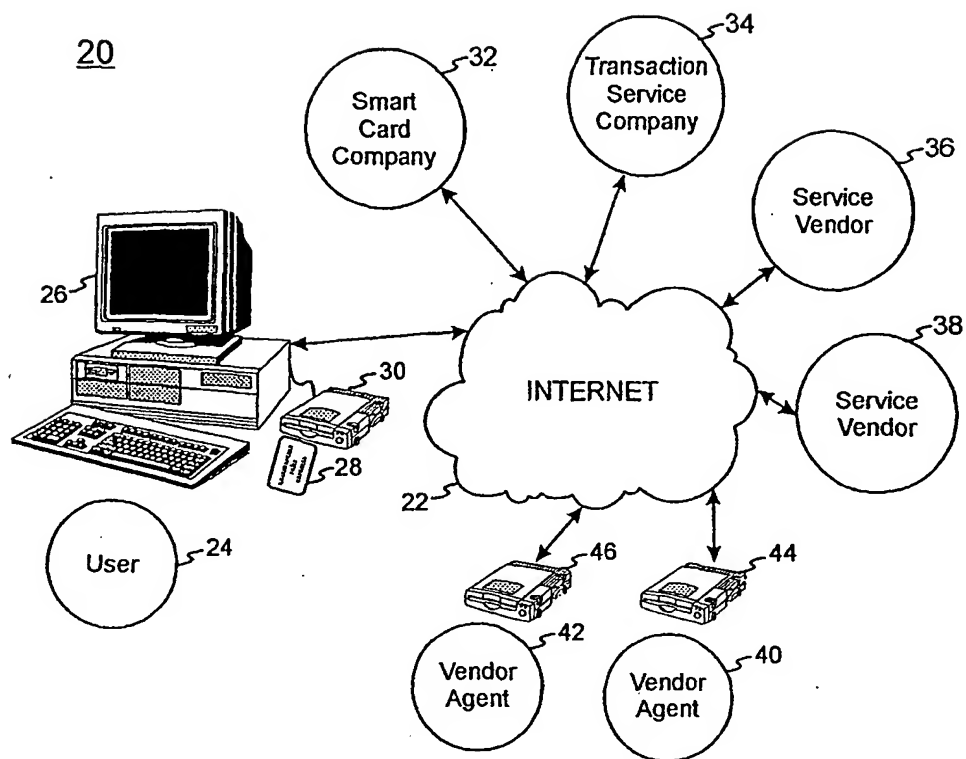 20
32
Smart
Card
Company
34
Transaction
Service
Company
36
Service
Vendor
26
38
Service
Vendor
30
INTERNET
28
22
User
24
46
44
42
Vendor
Agent
40
Vendor
Agent